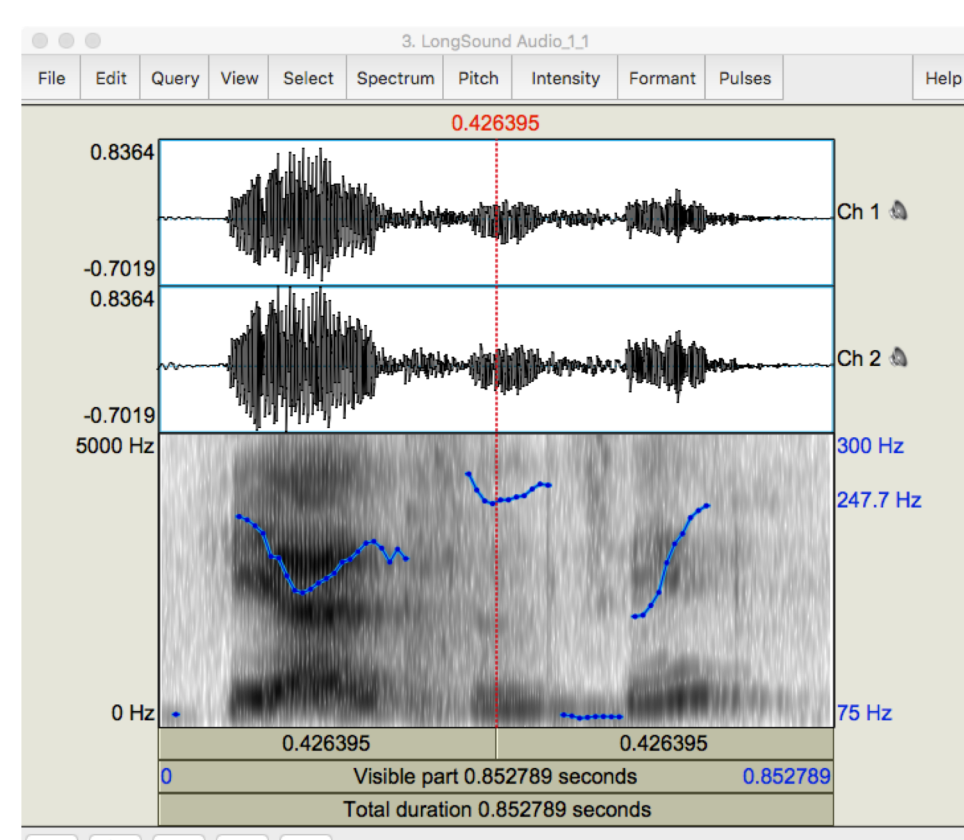 3. LongSound Audio_1_1
File Edit Query View Select Spectrum Pitch Intensity Formant Pulses Help
0.426395
0.8364
Ch 1
-0.7019
0.8364
Ch 2
-0.7019
5000 Hz 300 Hz
247.7 Hz
0 Hz 75 Hz
0.426395 0.426395
0 Visible part 0.852789 seconds 0.852789
Total duration 0.852789 seconds